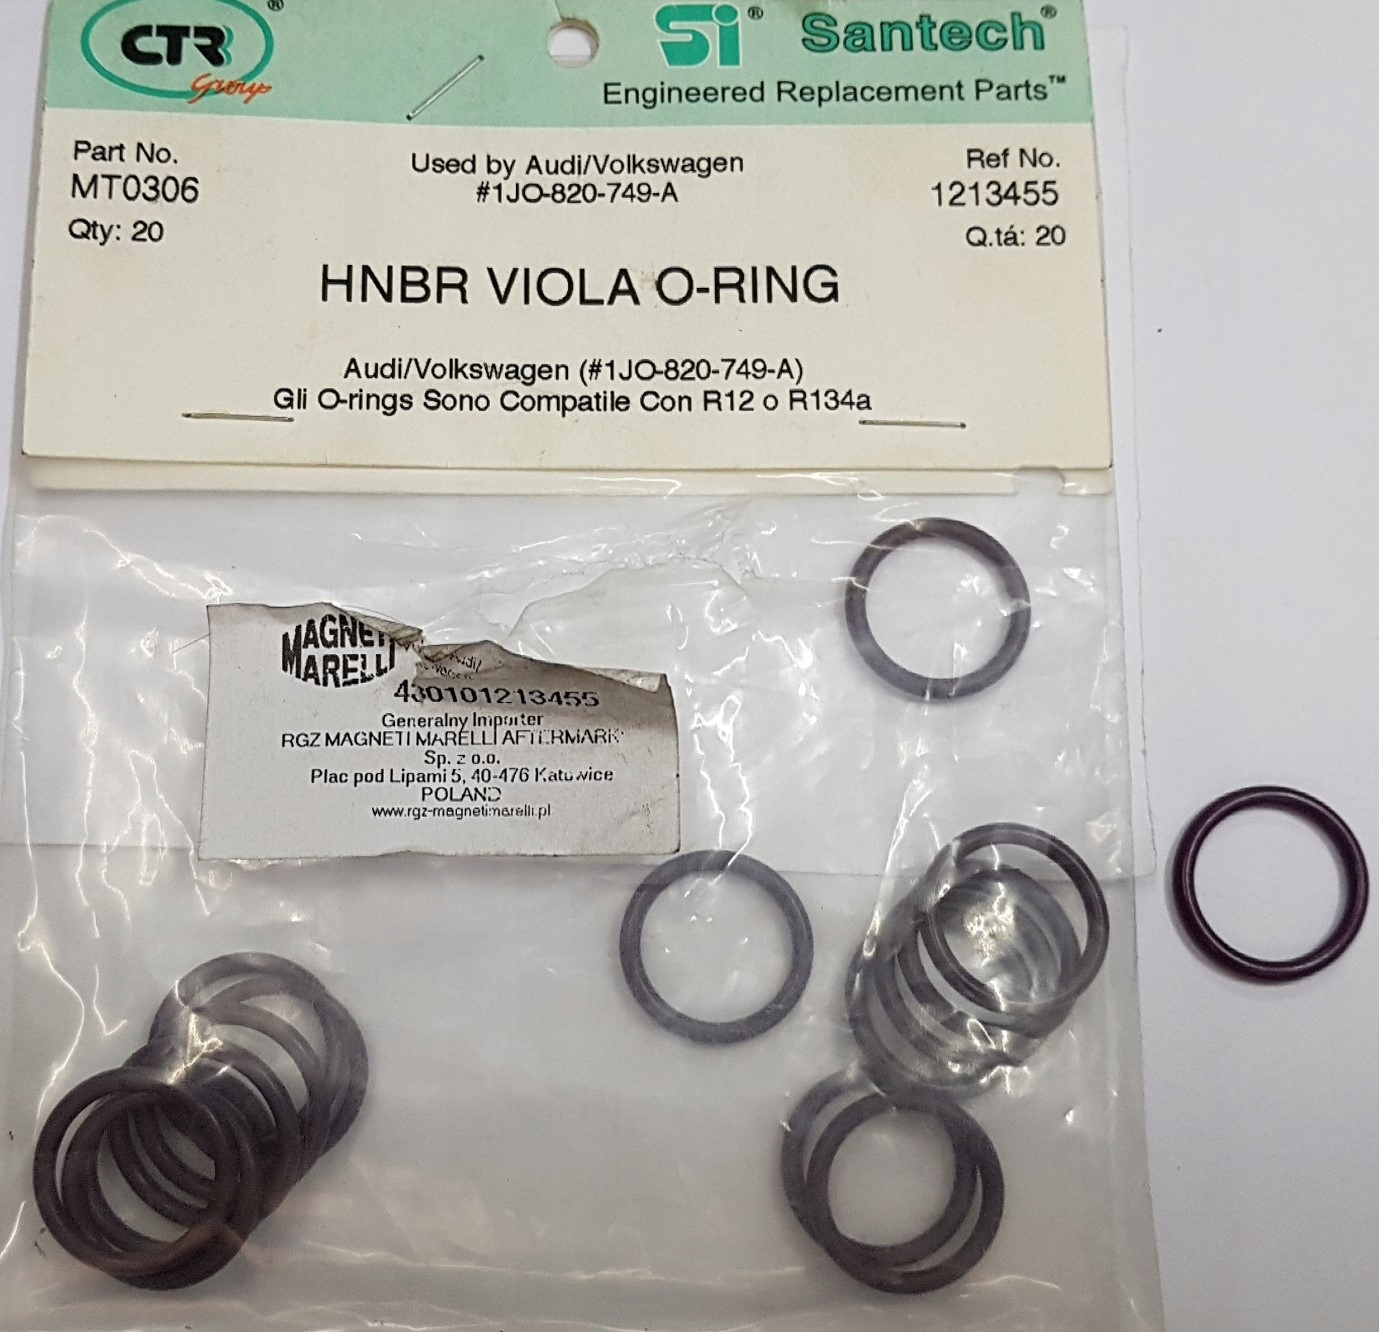 CTR ®
Group
Si ® Santech ®
Engineered Replacement Parts™
Part No.
MT0306
Qty: 20
Used by Audi/Volkswagen
#1JO-820-749-A
Ref No.
1213455
Q.tá: 20
HNBR VIOLA O-RING
Audi/Volkswagen (#1JO-820-749-A)
Gli O-rings Sono Compatile Con R12 o R134a
MAGNETI
MARELLI
430101213455
Generalny Importer
RGZ MAGNETI MARELLI AFTERMARK
Sp. z o.o.
Plac pod Lipami 5, 40-476 Katowice
POLAND
www.rgz-magnetimarelli.pl